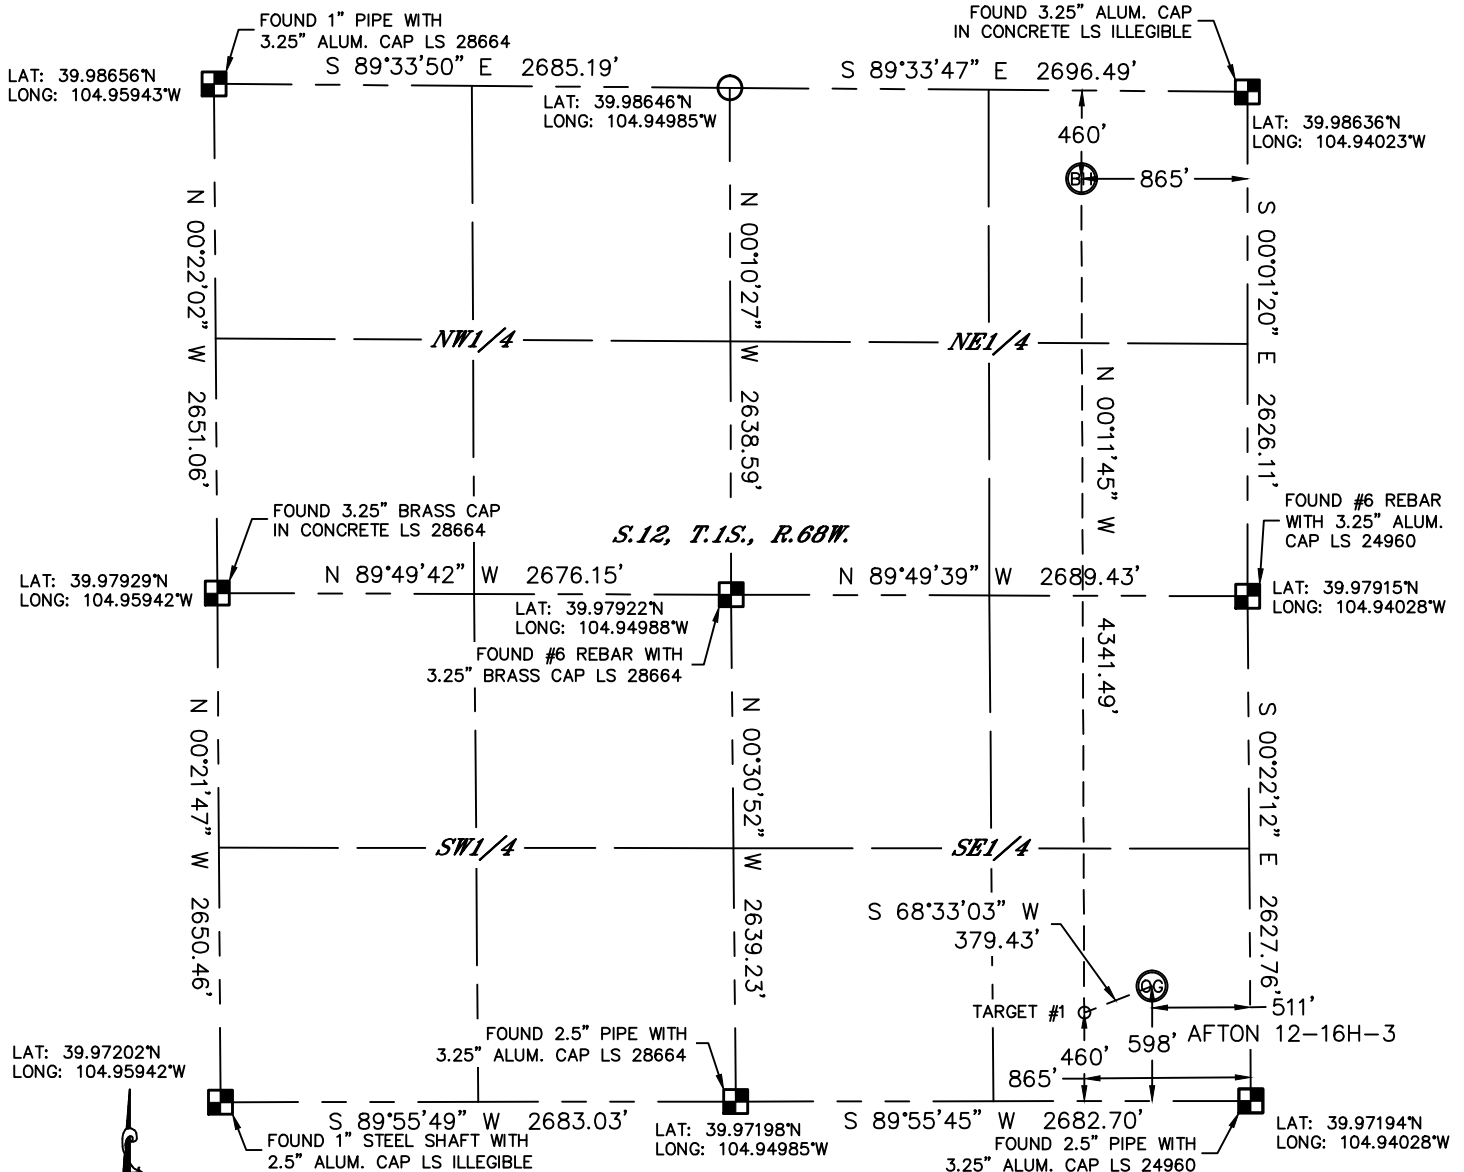 FOUND 1" PIPE WITH
3.25" ALUM. CAP LS 28664
FOUND 3.25" ALUM. CAP
IN CONCRETE LS ILLEGIBLE
LAT: 39.98656°N
LONG: 104.95943°W
S 89°33'50" E 2685.19'
S 89°33'47" E 2696.49'
LAT: 39.98646°N
LONG: 104.94985°W
LAT: 39.98636°N
LONG: 104.94023°W
460'
BH
865'
N 00°22'02" W 2651.06'
N 00°10'27" W 2638.59'
S 00°01'20" E 2626.11'
NW1/4
NE1/4
N 00°11'45" W 4341.49'
FOUND 3.25" BRASS CAP
IN CONCRETE LS 28664
FOUND #6 REBAR
WITH 3.25" ALUM.
CAP LS 24960
S.12, T.1S., R.68W.
LAT: 39.97929°N
LONG: 104.95942°W
N 89°49'42" W 2676.15'
N 89°49'39" W 2689.43'
LAT: 39.97922°N
LONG: 104.94988°W
LAT: 39.97915°N
LONG: 104.94028°W
FOUND #6 REBAR WITH
3.25" BRASS CAP LS 28664
N 00°21'47" W 2650.46'
N 00°30'52" W 2639.23'
S 00°22'12" E 2627.76'
SW1/4
SE1/4
S 68°33'03" W
379.43'
OG
TARGET #1
511'
AFTON 12-16H-3
598'
460'
865'
FOUND 2.5" PIPE WITH
3.25" ALUM. CAP LS 28664
LAT: 39.97202°N
LONG: 104.95942°W
S 89°55'49" W 2683.03'
S 89°55'45" W 2682.70'
FOUND 1" STEEL SHAFT WITH
2.5" ALUM. CAP LS ILLEGIBLE
LAT: 39.97198°N
LONG: 104.94985°W
FOUND 2.5" PIPE WITH
3.25" ALUM. CAP LS 24960
LAT: 39.97194°N
LONG: 104.94028°W